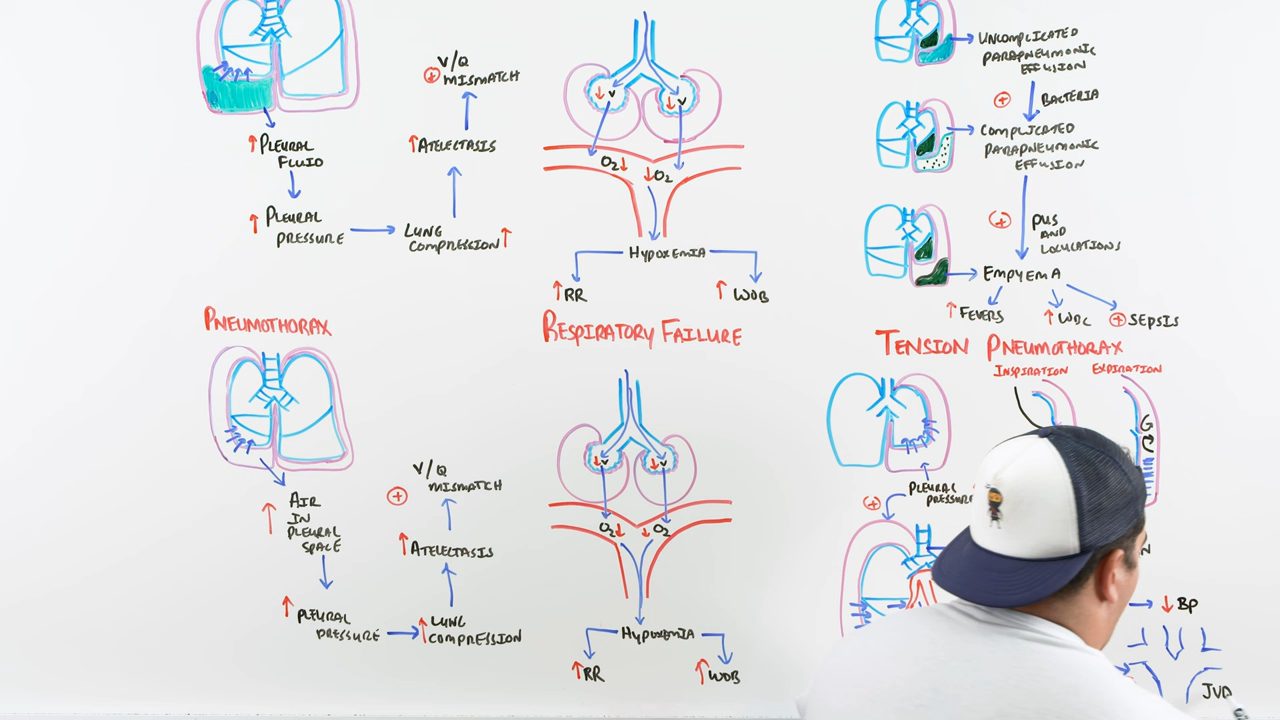 ↑ PLEURAL
FLUID
↑ PLEURAL
PRESSURE
LUNG
COMPRESSION ↑
↑ ATELECTASIS
V/Q
+ MISMATCH
↓ V
↓ V
O2 ↓
↓ O2
HYPOXEMIA
↑ RR
↑ WOB
UNCOMPLICATED
PARAPNEUMONIC
EFFUSION
+ BACTERIA
COMPLICATED
PARAPNEUMONIC
EFFUSION
+ PUS
AND
LOCULATIONS
EMPYEMA
↑ FEVERS
↑ WBC
+ SEPSIS
PNEUMOTHORAX
↑ AIR
IN
PLEURAL
SPACE
↑ PLEURAL
PRESSURE
↑ LUNG
COMPRESSION
↑ ATELECTASIS
+ V/Q
MISMATCH
RESPIRATORY FAILURE
↓ V
↓ V
O2 ↓
↓ O2
HYPOXEMIA
↑ RR
↑ WOB
TENSION PNEUMOTHORAX
INSPIRATION
EXPIRATION
PLEURAL
PRESSURE
+
↓ BP
JVD